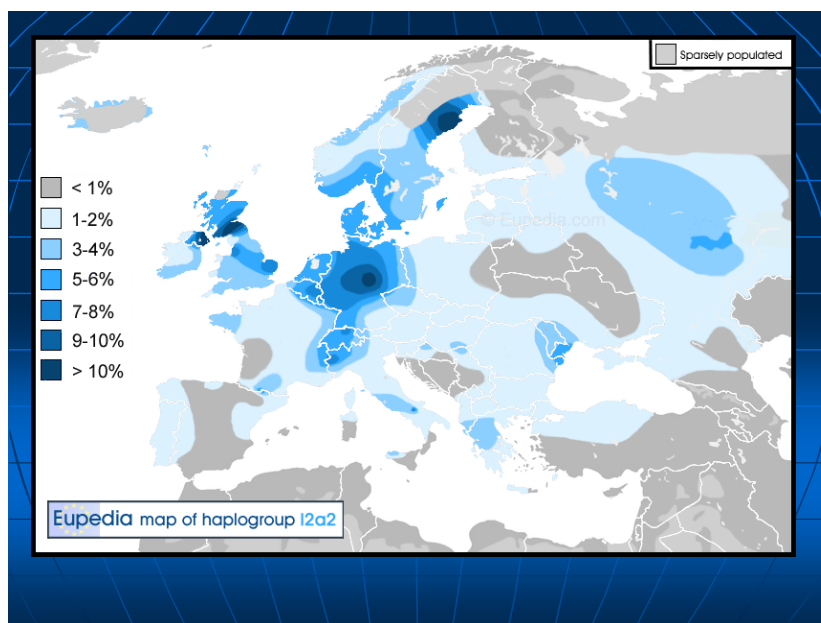 Sparsely populated
< 1%
1-2%
3-4%
5-6%
7-8%
9-10%
> 10%
© Eupedia.com
Eupedia map of haplogroup I2a2